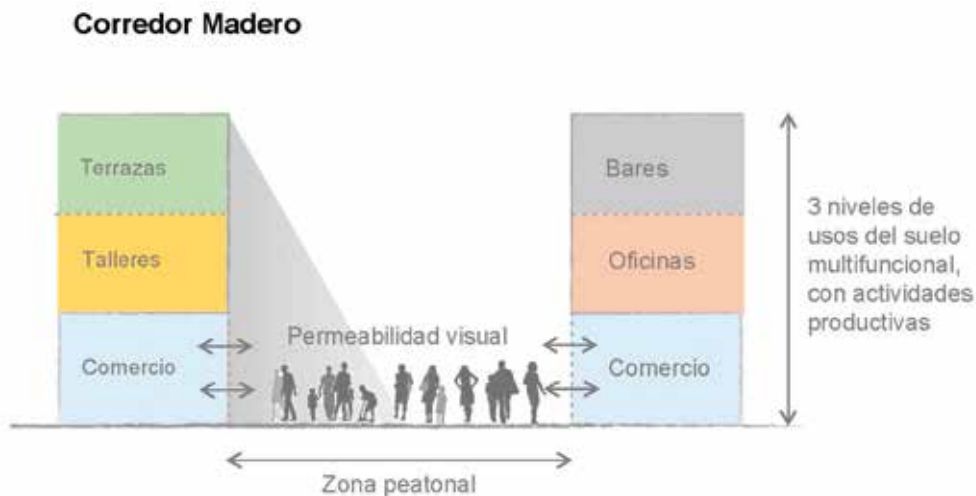 Corredor Madero
Terrazas
Bares
Talleres
Oficinas
3 niveles de
usos del suelo
multifuncional,
con actividades
productivas
Permeabilidad visual
Comercio
Comercio
Zona peatonal